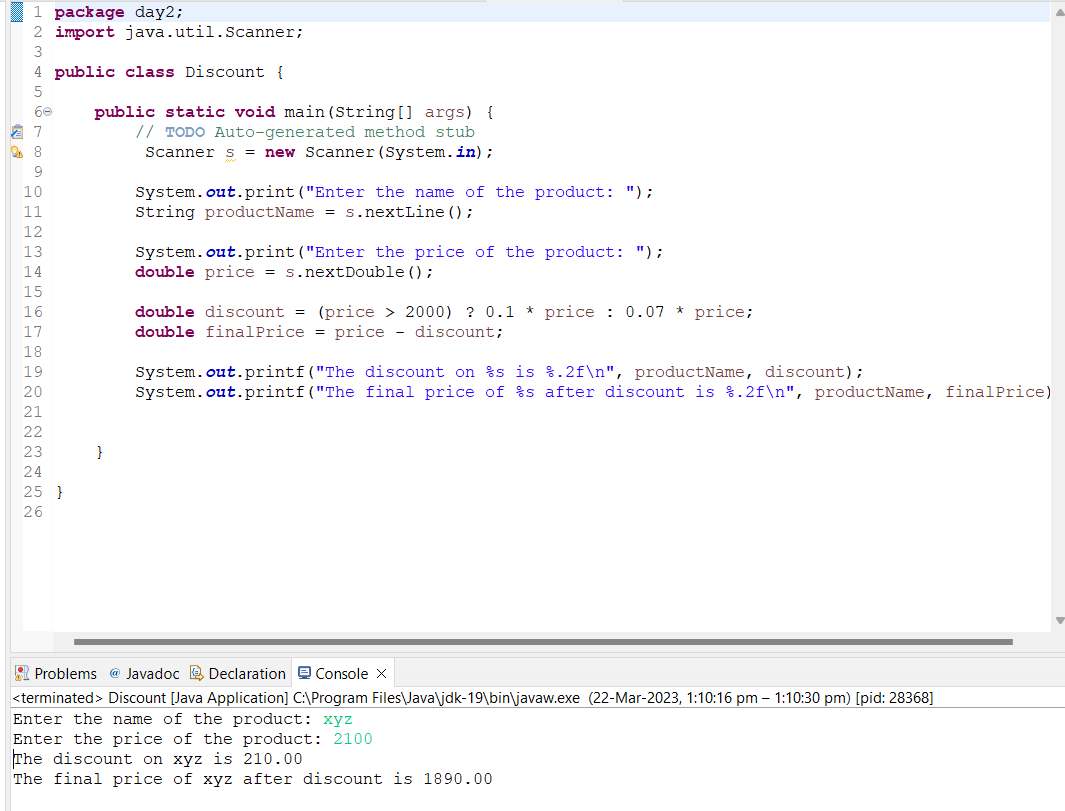 1 package day2;
2 import java.util.Scanner;
3
4 public class Discount {
5
6 public static void main(String[] args) {
7 // TODO Auto-generated method stub
8 Scanner s = new Scanner(System.in);
9
10 System.out.print("Enter the name of the product: ");
11 String productName = s.nextLine();
12
13 System.out.print("Enter the price of the product: ");
14 double price = s.nextDouble();
15
16 double discount = (price > 2000) ? 0.1 * price : 0.07 * price;
17 double finalPrice = price - discount;
18
19 System.out.printf("The discount on %s is %.2f\n", productName, discount);
20 System.out.printf("The final price of %s after discount is %.2f\n", productName, finalPrice)
21
22
23 }
24
25 }
26
Problems @ Javadoc Declaration Console
<terminated> Discount [Java Application] C:\Program Files\Java\jdk-19\bin\javaw.exe (22-Mar-2023, 1:10:16 pm – 1:10:30 pm) [pid: 28368]
Enter the name of the product: xyz
Enter the price of the product: 2100
The discount on xyz is 210.00
The final price of xyz after discount is 1890.00